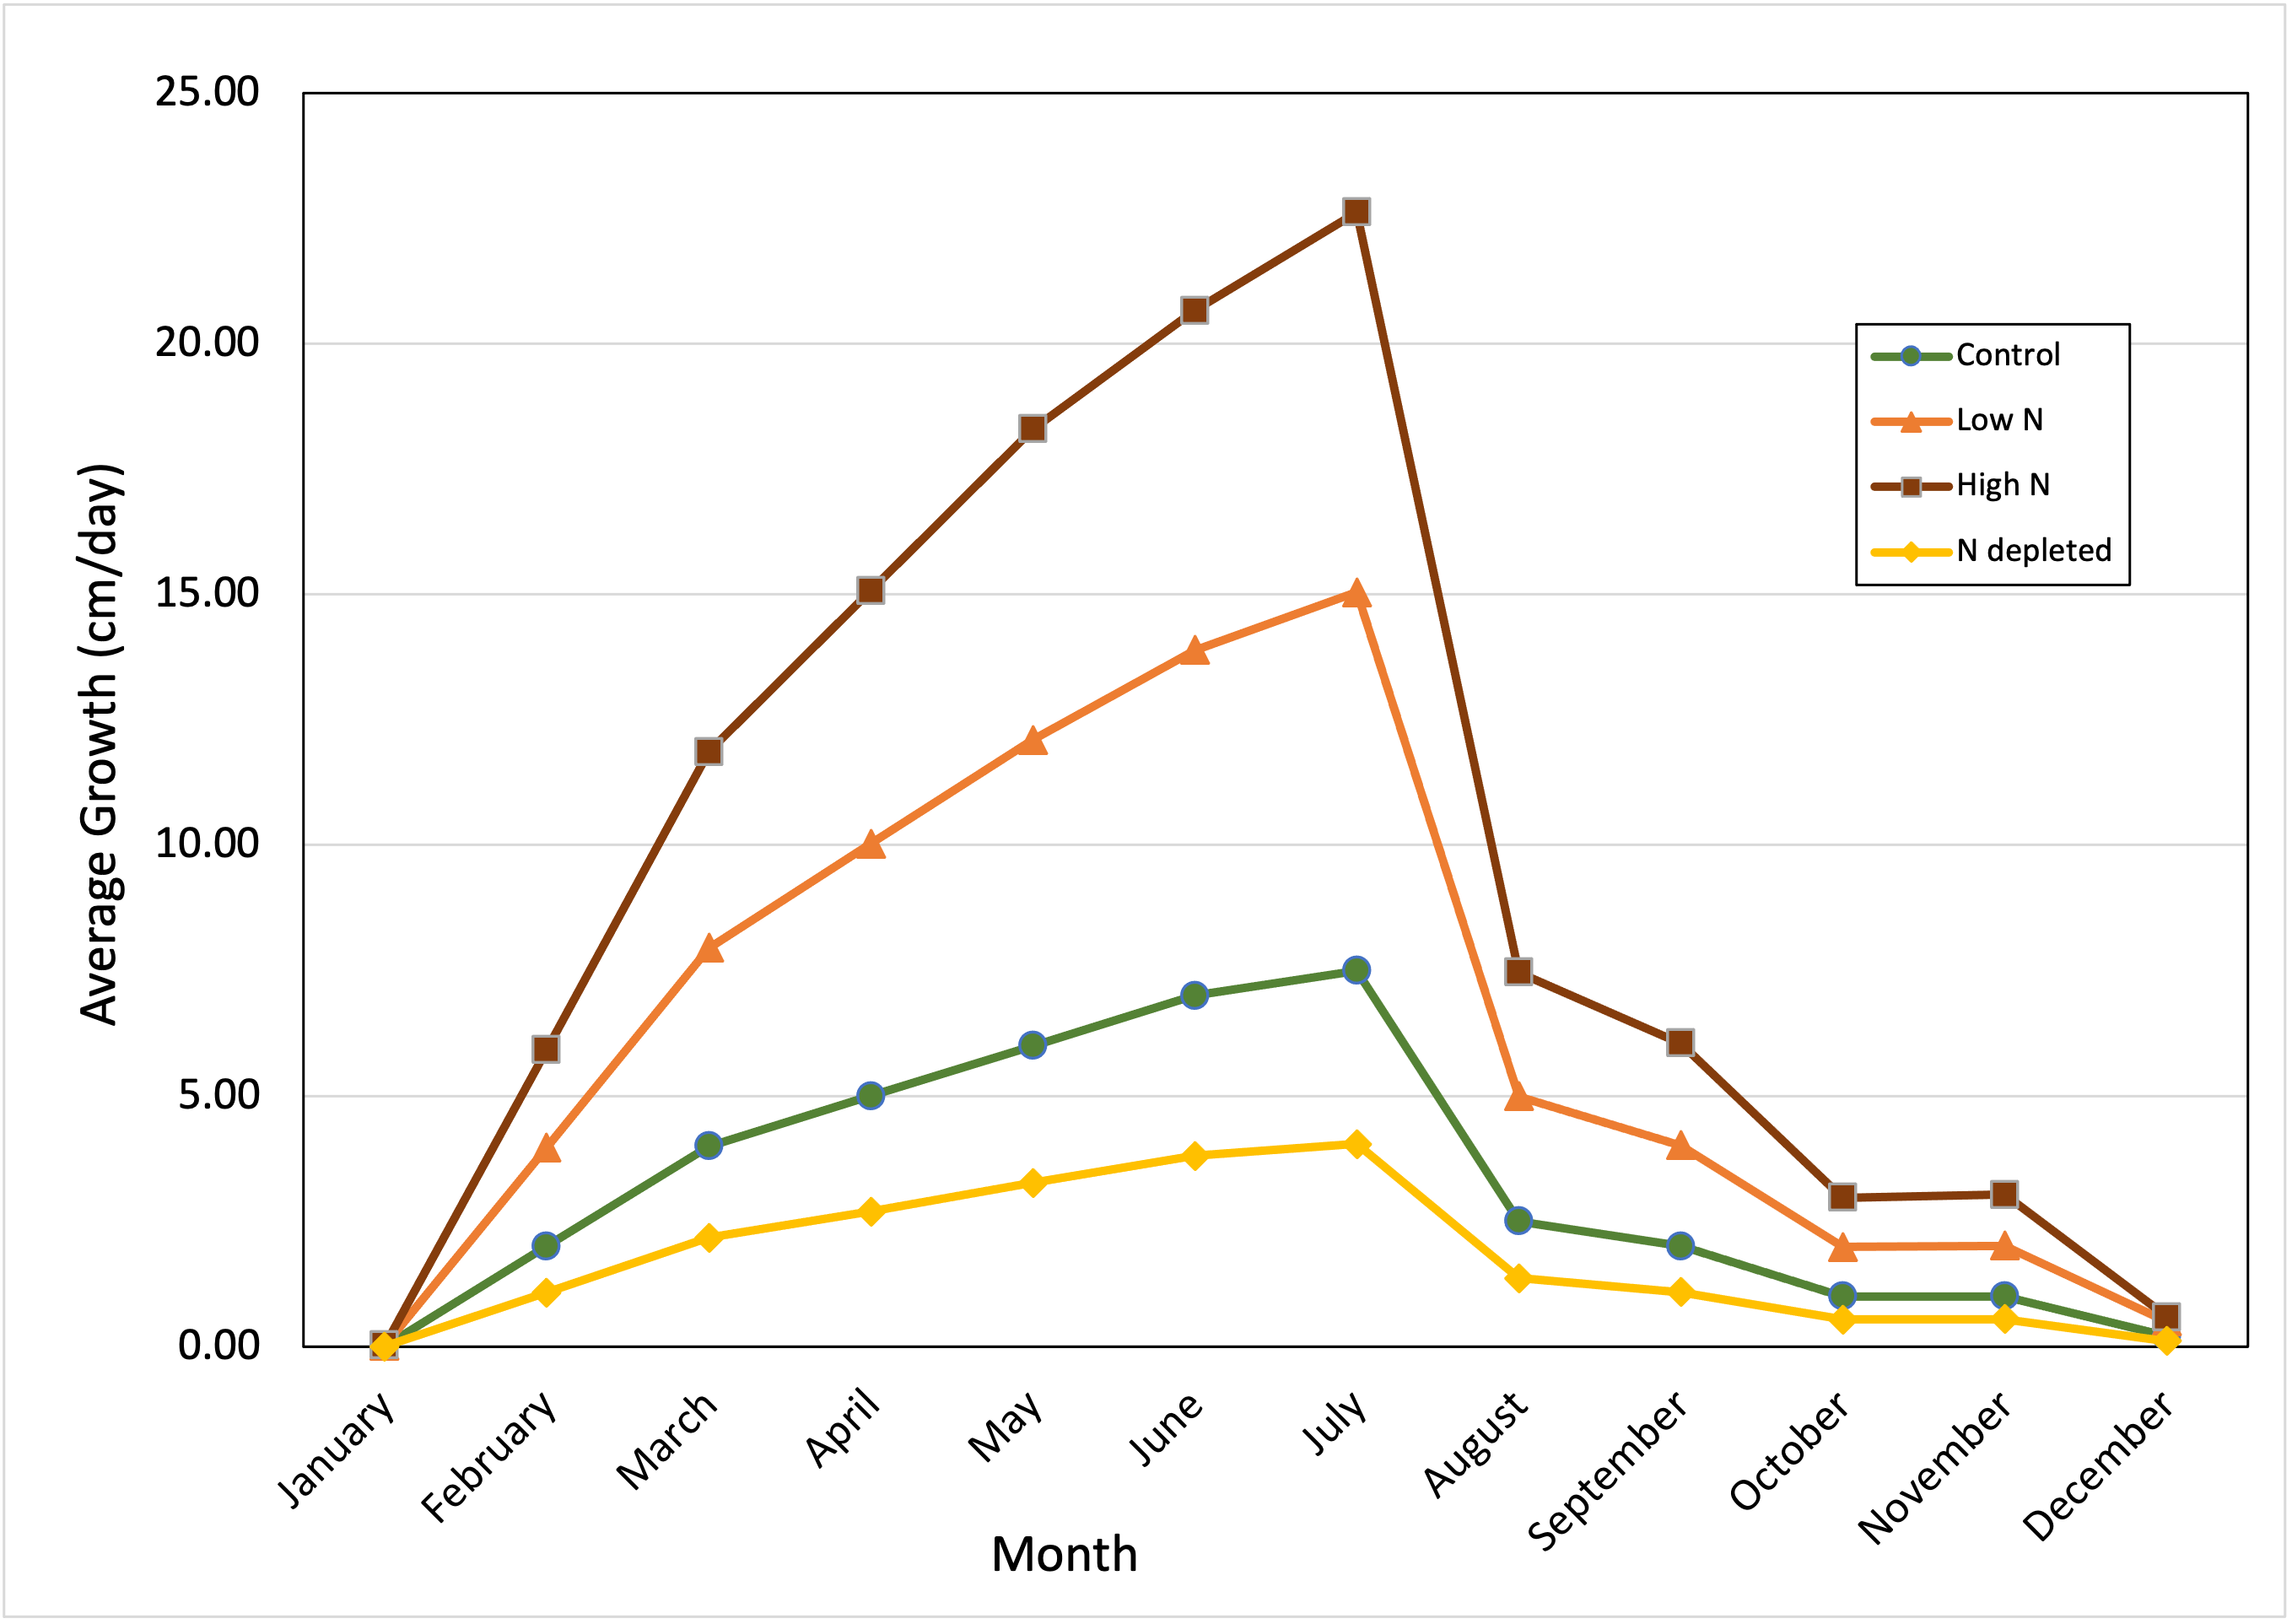 25.00
20.00
15.00
10.00
5.00
0.00
Average Growth (cm/day)
Control
Low N
High N
N depleted
January
February
March
April
May
June
July
August
September
October
November
December
Month